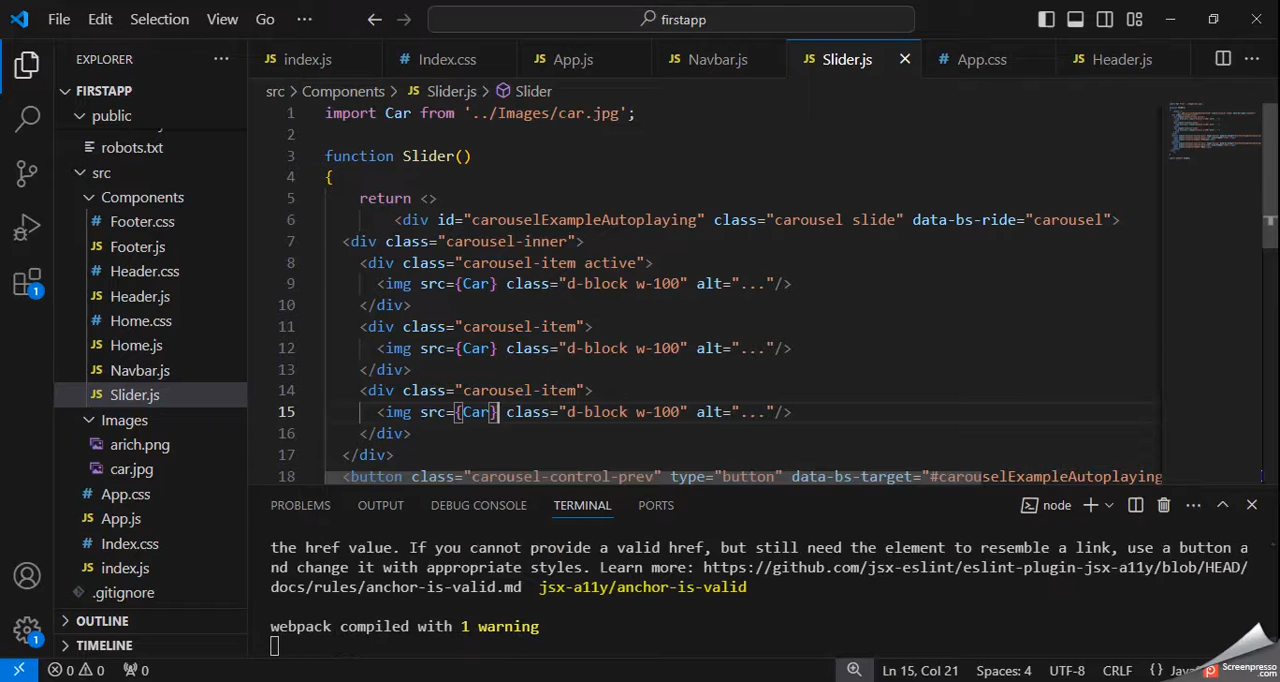 File Edit Selection View Go ··· firstapp
EXPLORER ···
FIRSTAPP
public
robots.txt
src
Components
Footer.css
Footer.js
Header.css
Header.js
Home.css
Home.js
Navbar.js
Slider.js
Images
arich.png
car.jpg
App.css
App.js
Index.css
index.js
.gitignore
OUTLINE
TIMELINE
1
1
JS index.js # Index.css JS App.js JS Navbar.js JS Slider.js # App.css JS Header.js
src > Components > JS Slider.js > Slider
1 import Car from '../Images/car.jpg';
2
3 function Slider()
4 {
5 return <>
6 <div id="carouselExampleAutoplaying" class="carousel slide" data-bs-ride="carousel">
7 <div class="carousel-inner">
8 <div class="carousel-item active">
9 <img src={Car} class="d-block w-100" alt="..."/>
10 </div>
11 <div class="carousel-item">
12 <img src={Car} class="d-block w-100" alt="..."/>
13 </div>
14 <div class="carousel-item">
15 <img src={Car} class="d-block w-100" alt="..."/>
16 </div>
17 </div>
18 <button class="carousel-control-prev" type="button" data-bs-target="#carouselExampleAutoplaying
PROBLEMS OUTPUT DEBUG CONSOLE TERMINAL PORTS node
the href value. If you cannot provide a valid href, but still need the element to resemble a link, use a button a
nd change it with appropriate styles. Learn more: https://github.com/jsx-eslint/eslint-plugin-jsx-a11y/blob/HEAD/
docs/rules/anchor-is-valid.md jsx-a11y/anchor-is-valid
webpack compiled with 1 warning
0 0 0 Ln 15, Col 21 Spaces: 4 UTF-8 CRLF {}
Screenpresso
.com